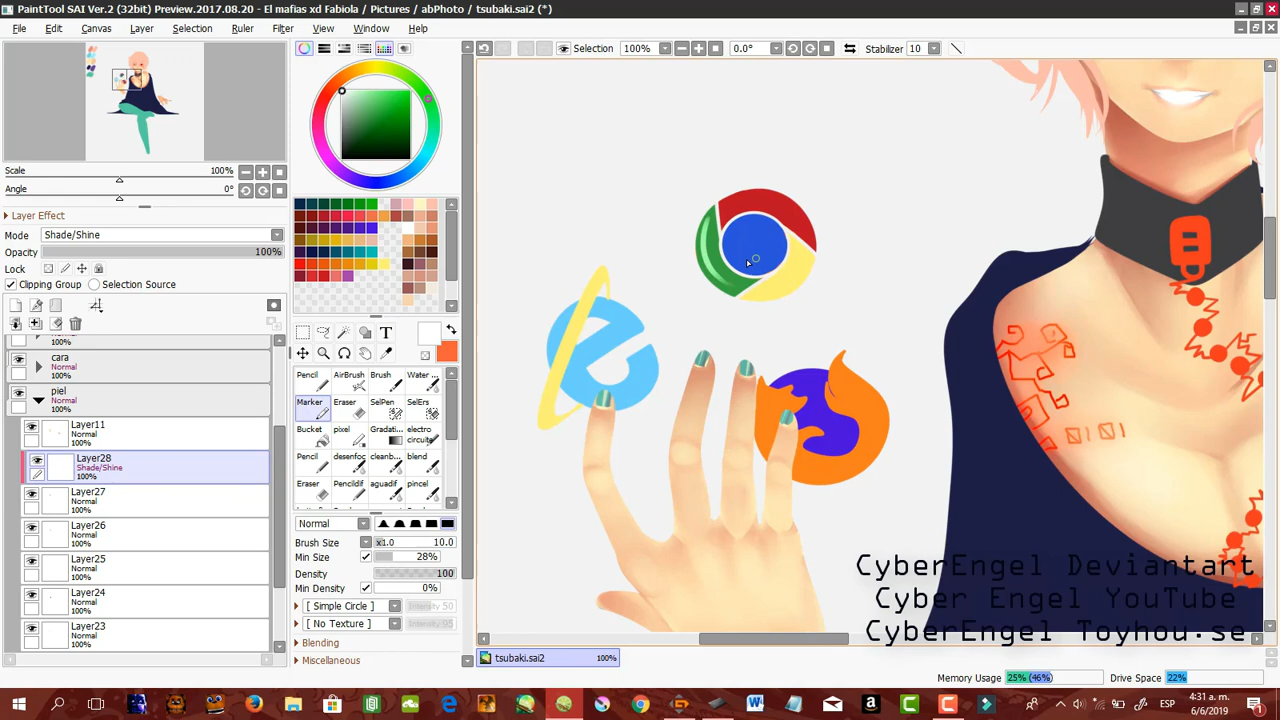 PaintTool SAI Ver.2 (32bit) Preview.2017.08.20 - El mafias xd Fabiola / Pictures / abPhoto / tsubaki.sai2 (*)
File Edit Canvas Layer Selection Ruler Filter View Window Help
Selection 100% 0.0° Stabilizer 10
Scale 100%
Angle 0°
Layer Effect
Mode Shade/Shine
Opacity 100%
Lock
Clipping Group Selection Source
Normal
cara
Normal
piel
Normal
Layer11
Normal
100%
Layer28
Shade/Shine
100%
Layer27
Normal
100%
Layer26
Normal
100%
Layer25
Normal
100%
Layer24
Normal
100%
Layer23
Normal
100%
T
Pencil AirBrush Brush Water ...
Marker Eraser SelPen SelErs
Bucket pixel Gradati... electro
circuite
Pencil desenfoc cleanbs blend
Eraser Pencildif aguadif pincel
Normal
Brush Size x1.0 10.0
Min Size 28%
Density 100
Min Density 0%
[ Simple Circle ] Intensity 50
[ No Texture ] Intensity 95
Blending
Miscellaneous
CyberEngel Deviantart
Cyber Engel YouTube
CyberEngel Toyhou.se
tsubaki.sai2 100%
Memory Usage 25% (46%) Drive Space 22%
ESP
4:31 a. m.
6/6/2019